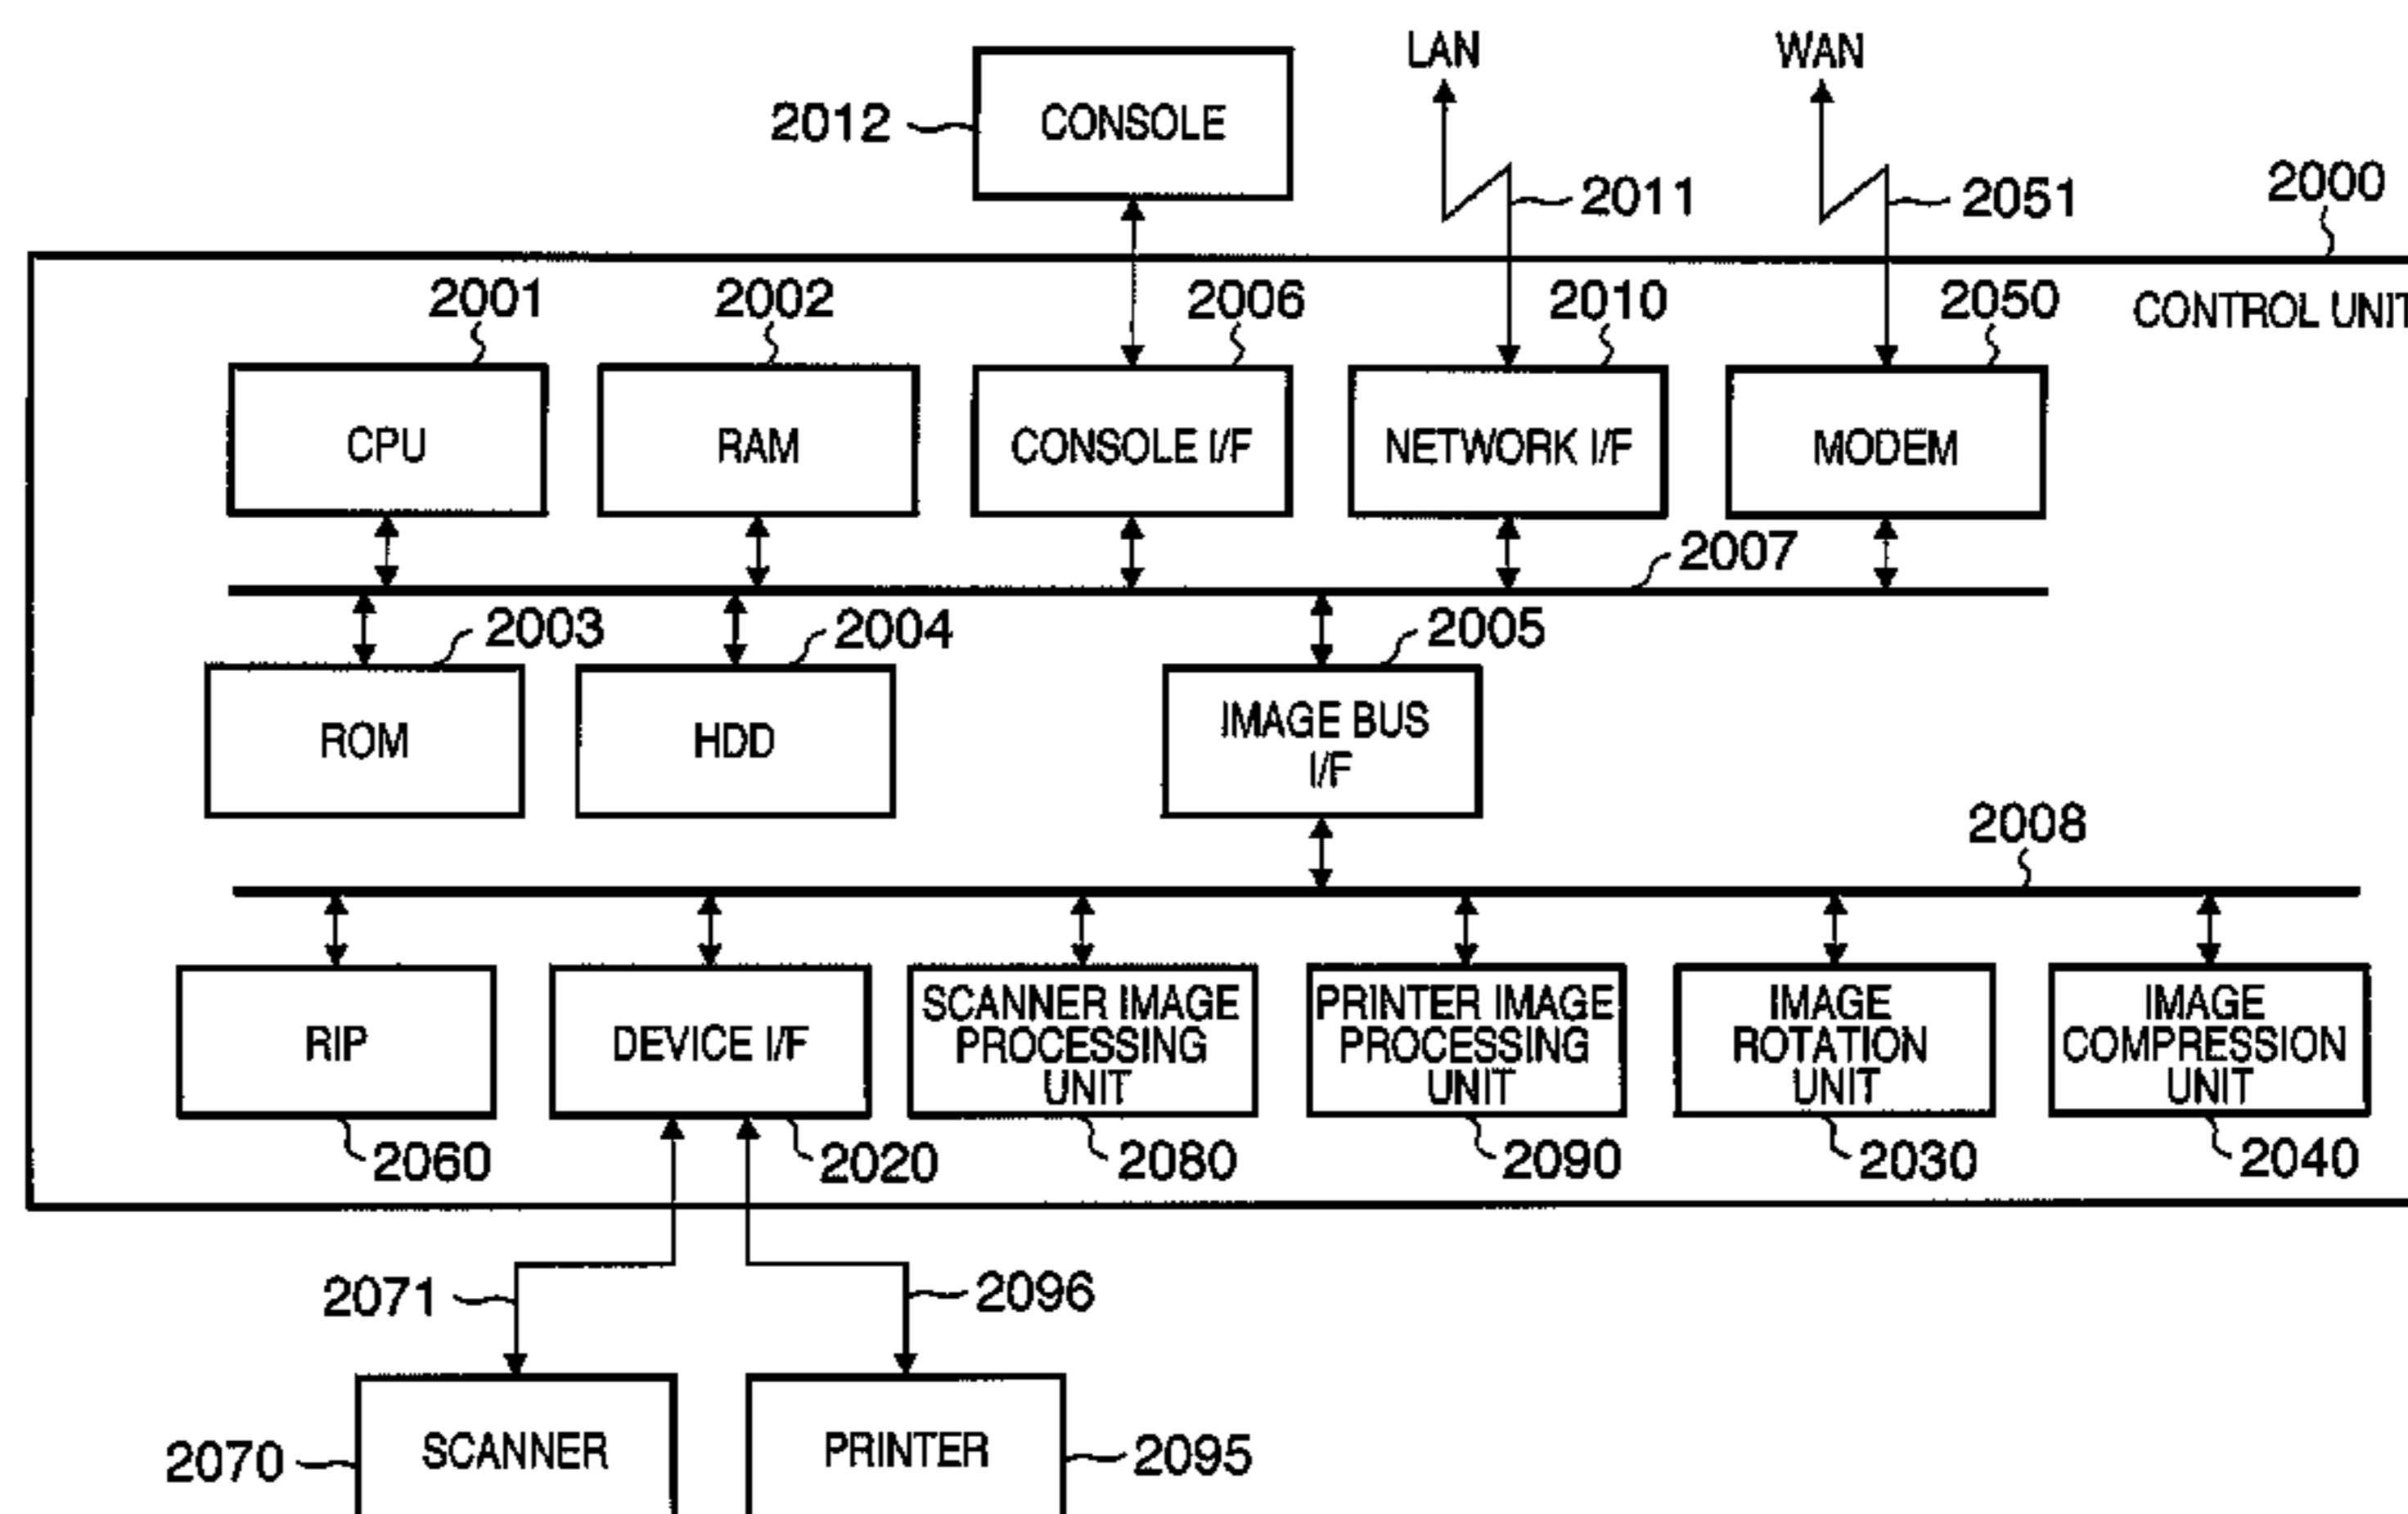 LAN
WAN
2012
CONSOLE
2011
2051
2000
2001
2002
2006
2010
2050
CONTROL UNIT
CPU
RAM
CONSOLE I/F
NETWORK I/F
MODEM
2007
2003
2004
2005
ROM
HDD
IMAGE BUS
I/F
2008
RIP
DEVICE I/F
SCANNER IMAGE
PROCESSING
UNIT
PRINTER IMAGE
PROCESSING
UNIT
IMAGE
ROTATION
UNIT
IMAGE
COMPRESSION
UNIT
2060
2020
2080
2090
2030
2040
2071
2096
2070
SCANNER
PRINTER
2095